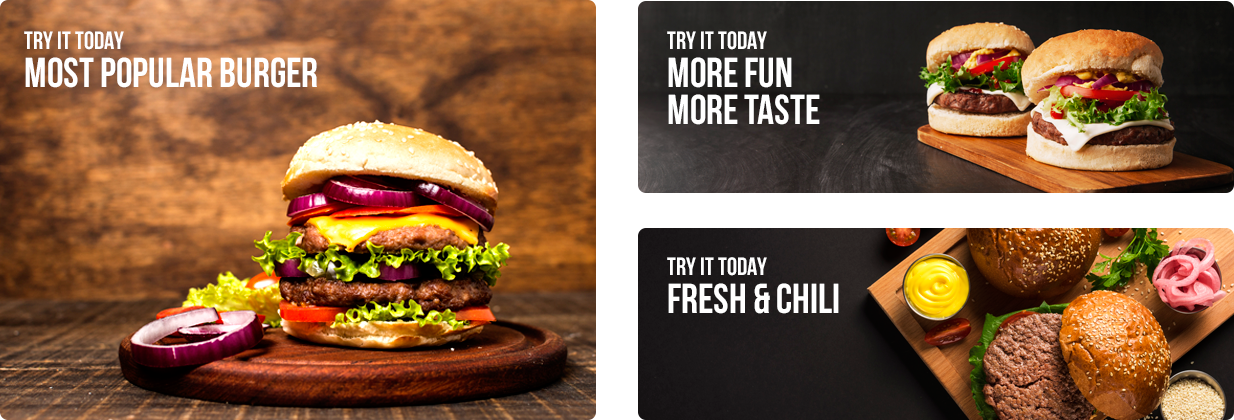 TRY IT TODAY
MOST POPULAR BURGER
TRY IT TODAY
MORE FUN
MORE TASTE
TRY IT TODAY
FRESH & CHILI